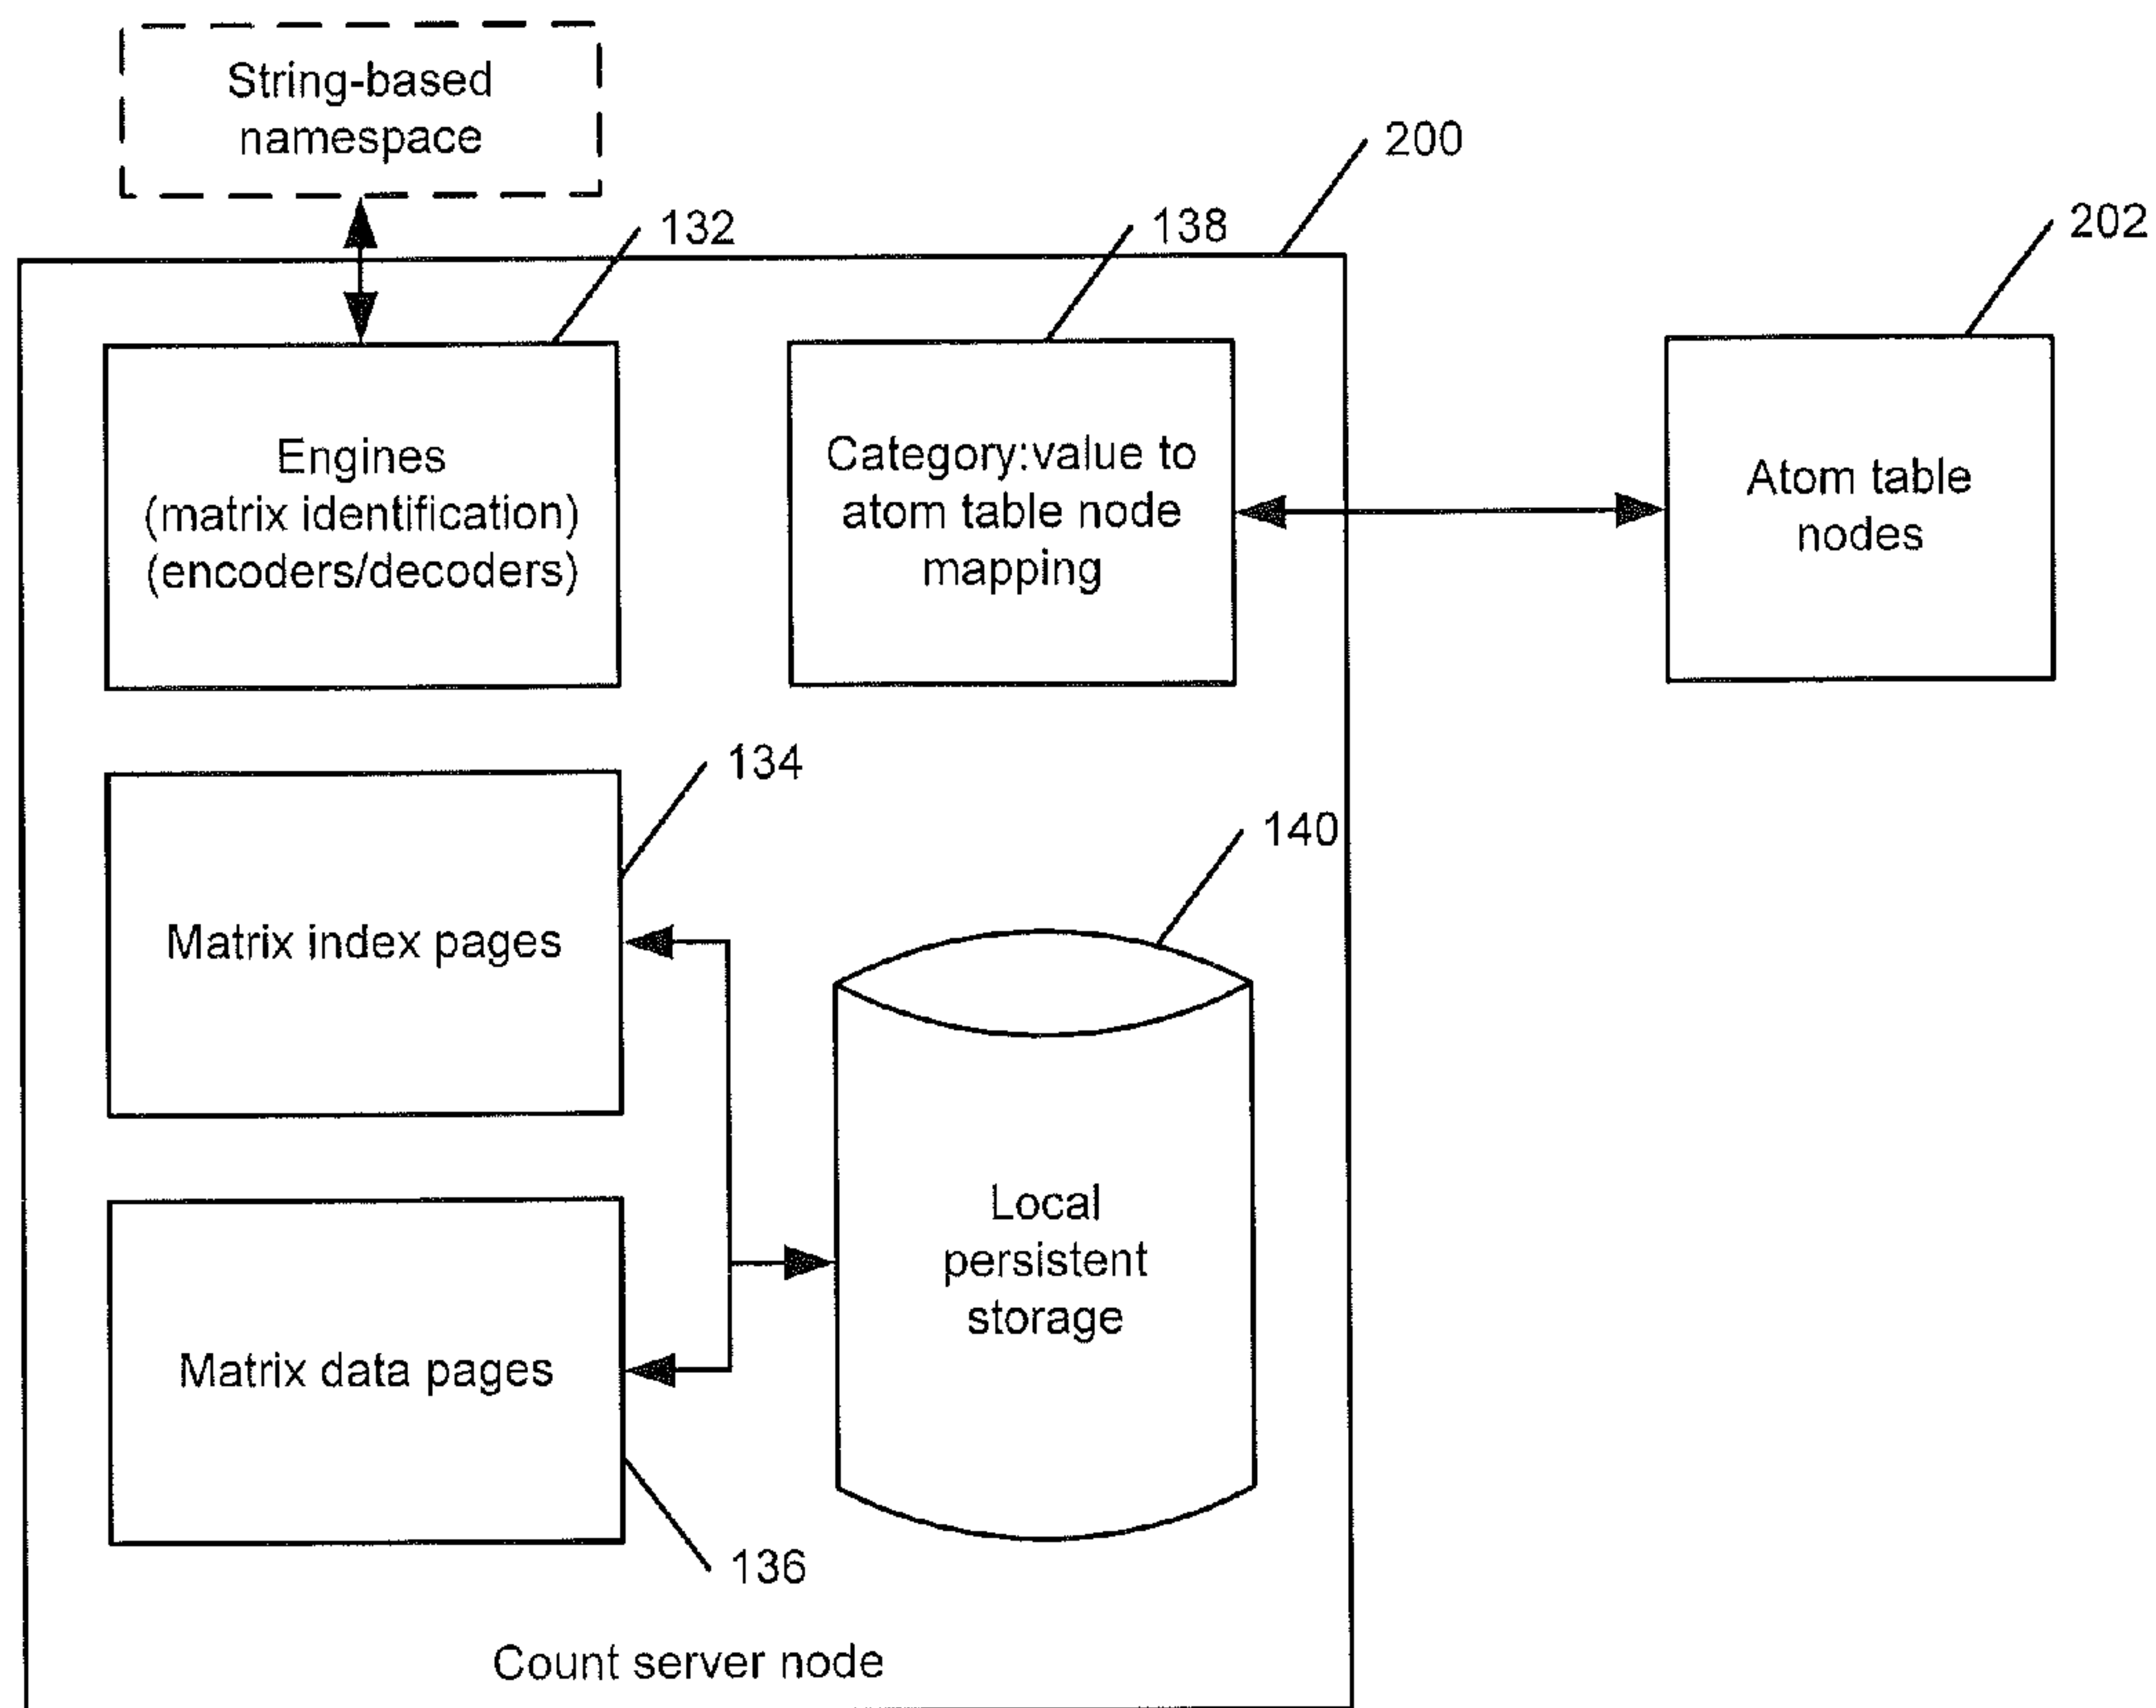 String-based
namespace
200
132
138
202
Engines
(matrix identification)
(encoders/decoders)
Category:value to
atom table node
mapping
Atom table
nodes
134
140
Matrix index pages
Local
persistent
storage
Matrix data pages
136
Count server node